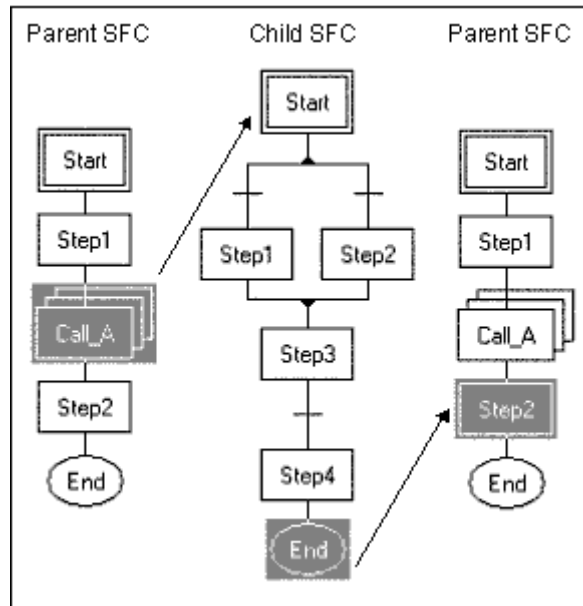 Parent SFC
Start
Step1
Call_A
Step2
End
Child SFC
Start
Step1 Step2
Step3
Step4
End
Parent SFC
Start
Step1
Call_A
Step2
End